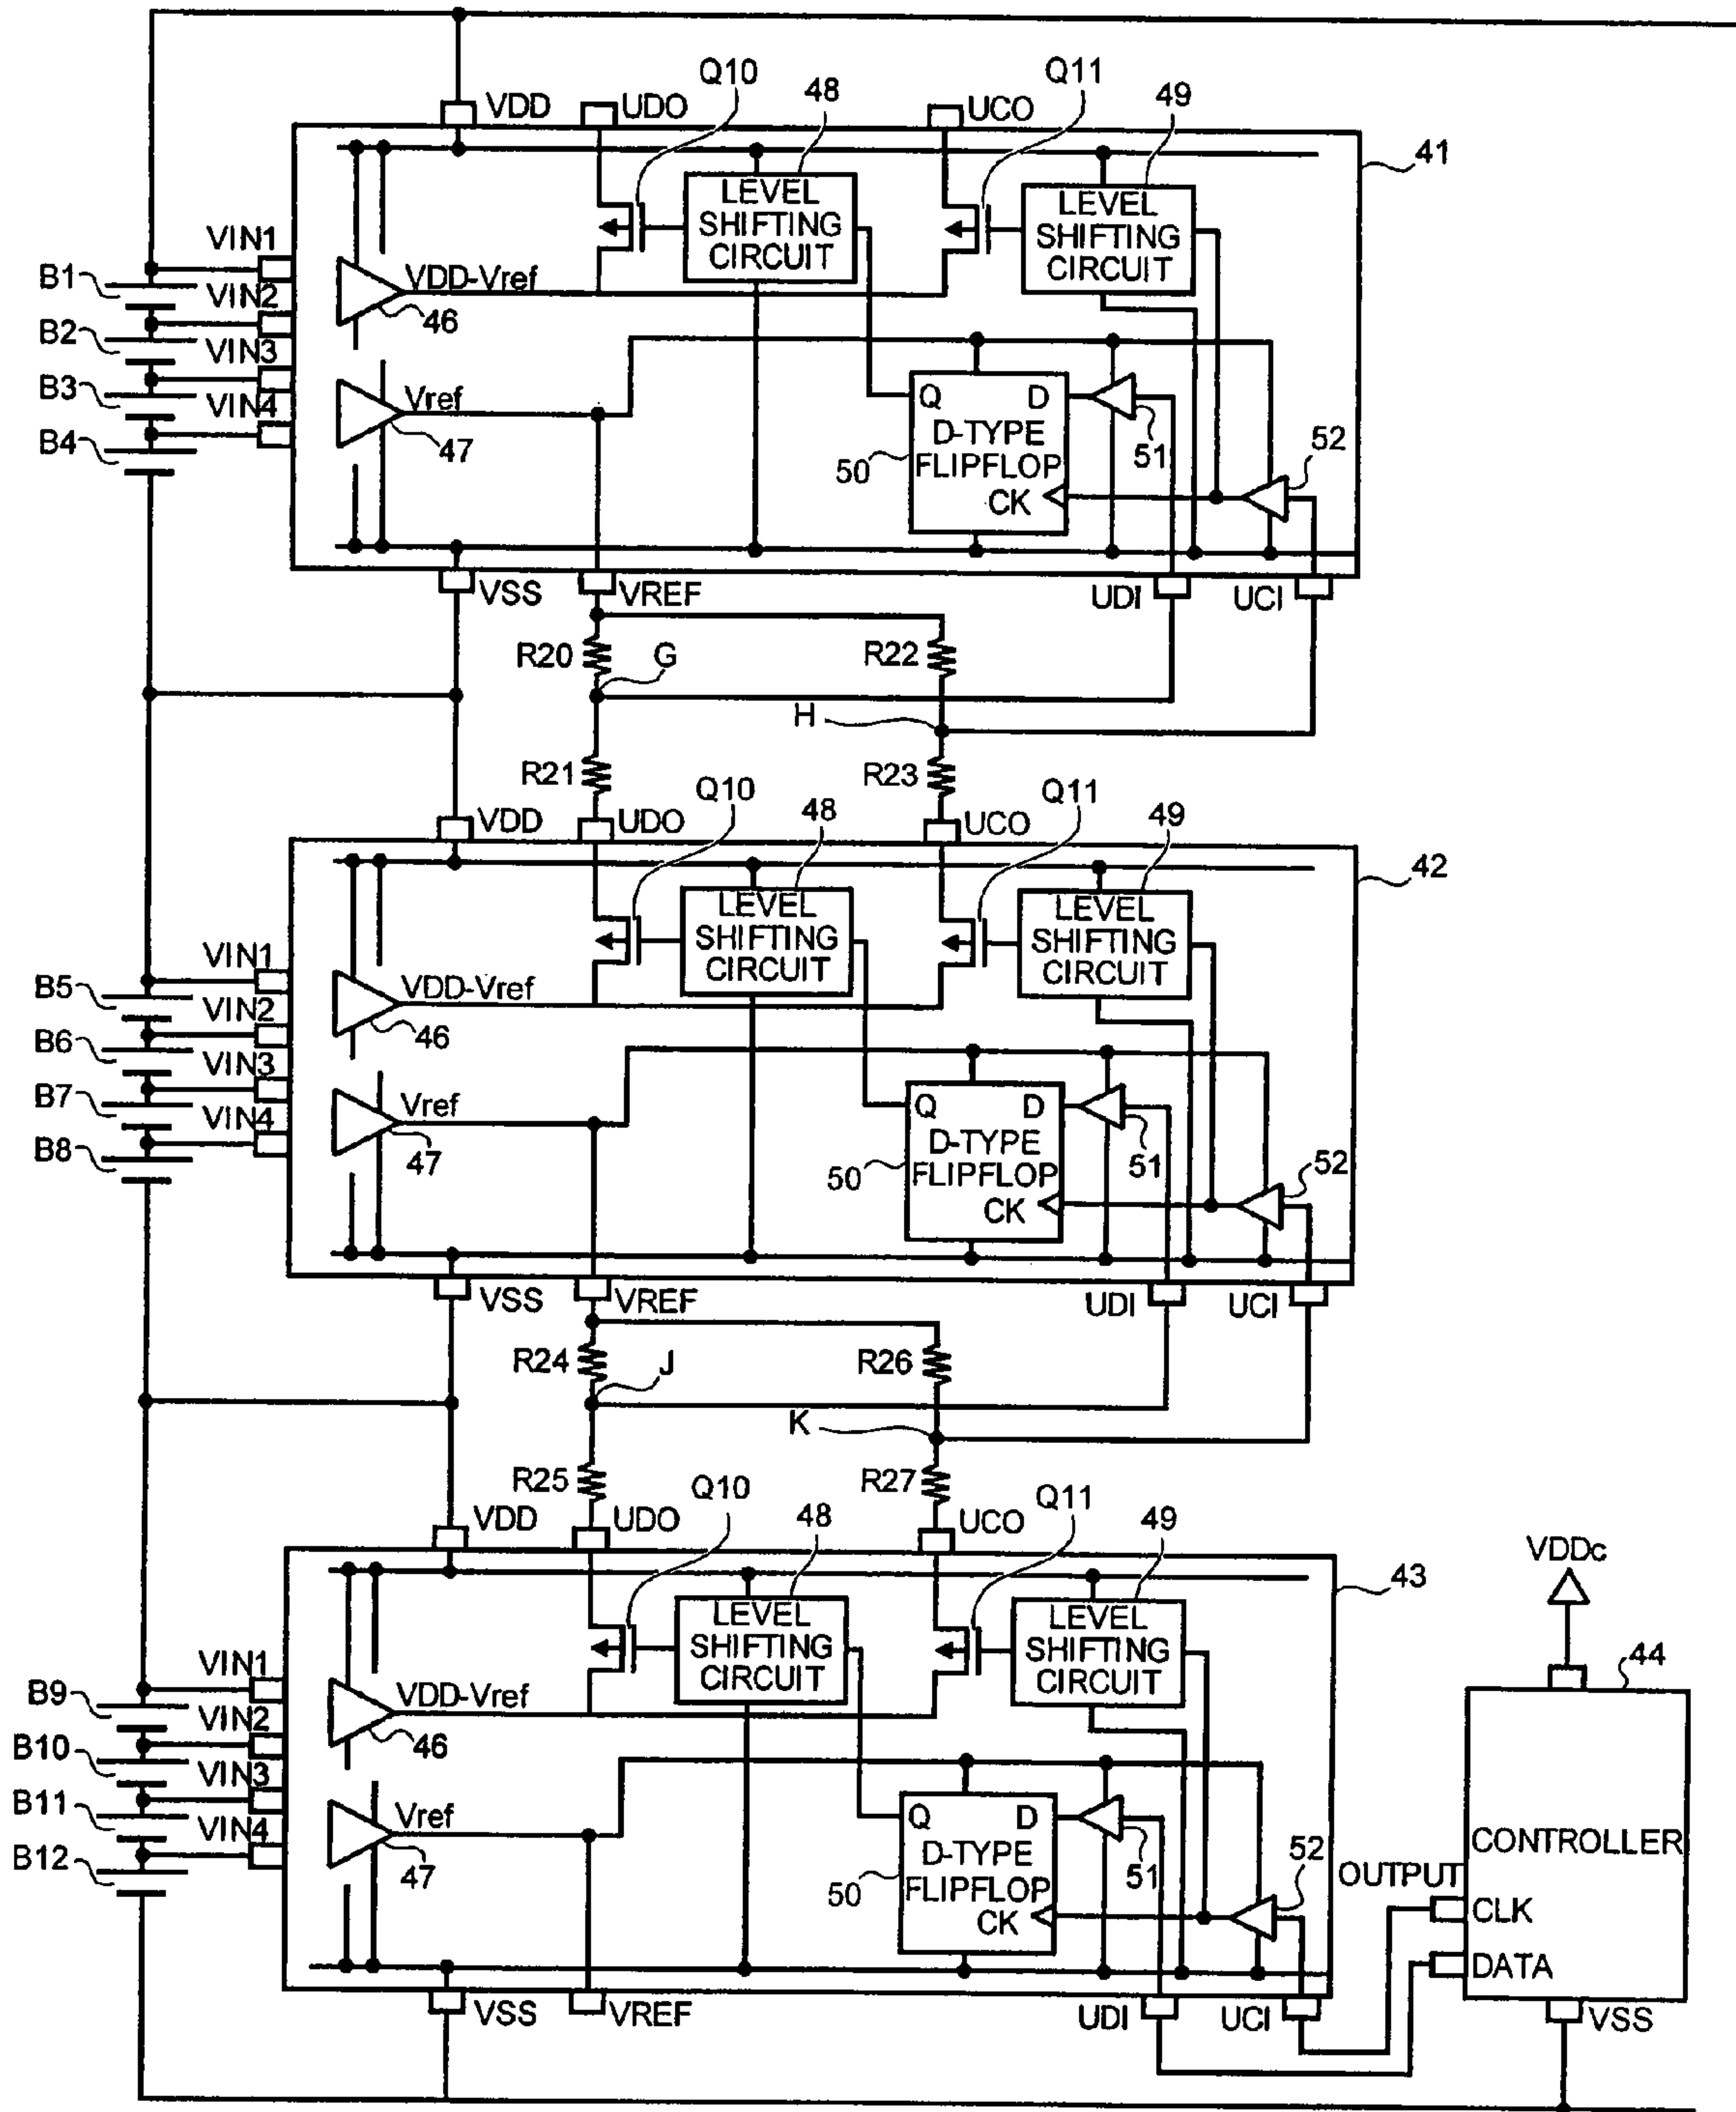 Q10
48
Q11
49
VDD
UDO
UCO
41
LEVEL
SHIFTING
CIRCUIT
LEVEL
SHIFTING
CIRCUIT
VIN1
B1
VIN2
VDD-Vref
46
B2
VIN3
B3
VIN4
Vref
Q
D
B4
47
D-TYPE
FLIPFLOP
51
52
50
CK
VSS
VREF
UDI
UCI
R20
G
R22
H
R21
R23
Q10
48
Q11
49
VDD
UDO
UCO
42
LEVEL
SHIFTING
CIRCUIT
LEVEL
SHIFTING
CIRCUIT
VIN1
B5
VIN2
VDD-Vref
46
B6
VIN3
B7
VIN4
Vref
Q
D
B8
47
D-TYPE
FLIPFLOP
51
52
50
CK
VSS
VREF
UDI
UCI
R24
J
R26
K
R25
R27
Q10
48
Q11
49
VDD
UDO
UCO
VDDc
43
LEVEL
SHIFTING
CIRCUIT
LEVEL
SHIFTING
CIRCUIT
44
VIN1
B9
VIN2
VDD-Vref
46
B10
VIN3
B11
VIN4
Vref
Q
D
B12
47
D-TYPE
FLIPFLOP
51
52
50
CK
CONTROLLER
OUTPUT
CLK
DATA
VSS
VREF
UDI
UCI
VSS